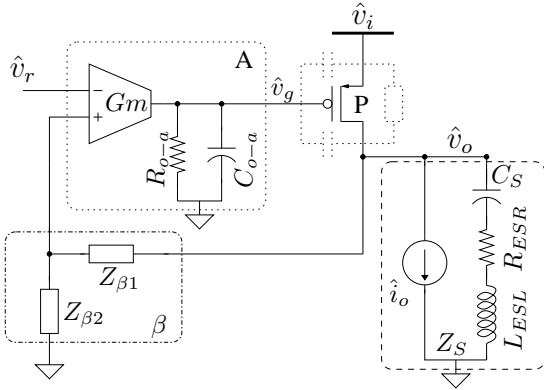 v̂_i
A
v̂_r
−
Gm
+
v̂_g
P
R_{o−a}
C_{o−a}
v̂_o
C_S
R_{ESR}
L_{ESL}
î_o
Z_S
Z_{β1}
Z_{β2}
β